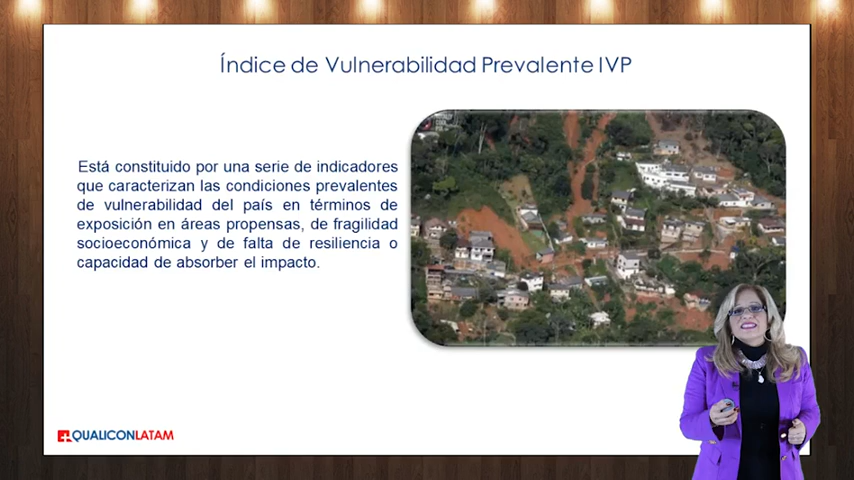 Índice de Vulnerabilidad Prevalente IVP
Está constituido por una serie de indicadores
que caracterizan las condiciones prevalentes
de vulnerabilidad del país en términos de
exposición en áreas propensas, de fragilidad
socioeconómica y de falta de resiliencia o
capacidad de absorber el impacto.
QUALICONLATAM